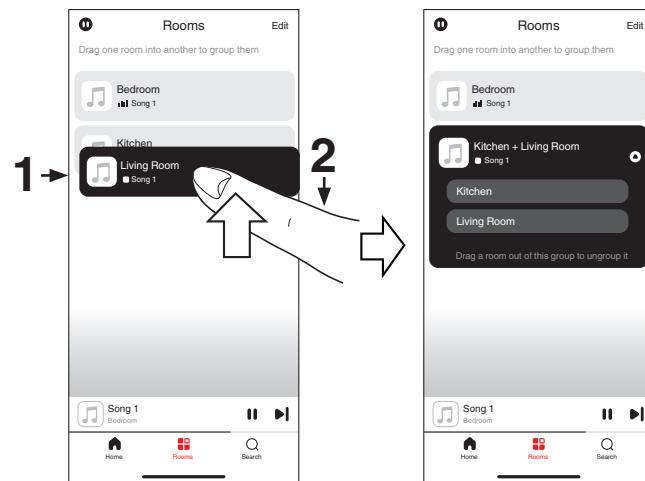 Rooms Edit
Drag one room into another to group them
Bedroom
Song 1
Kitchen
Living Room
Song 1
1
2
Song 1
Bedroom
Home Rooms Search
Rooms Edit
Drag one room into another to group them
Bedroom
Song 1
Kitchen + Living Room
Song 1
Kitchen
Living Room
Drag a room out of this group to ungroup it
Song 1
Bedroom
Home Rooms Search